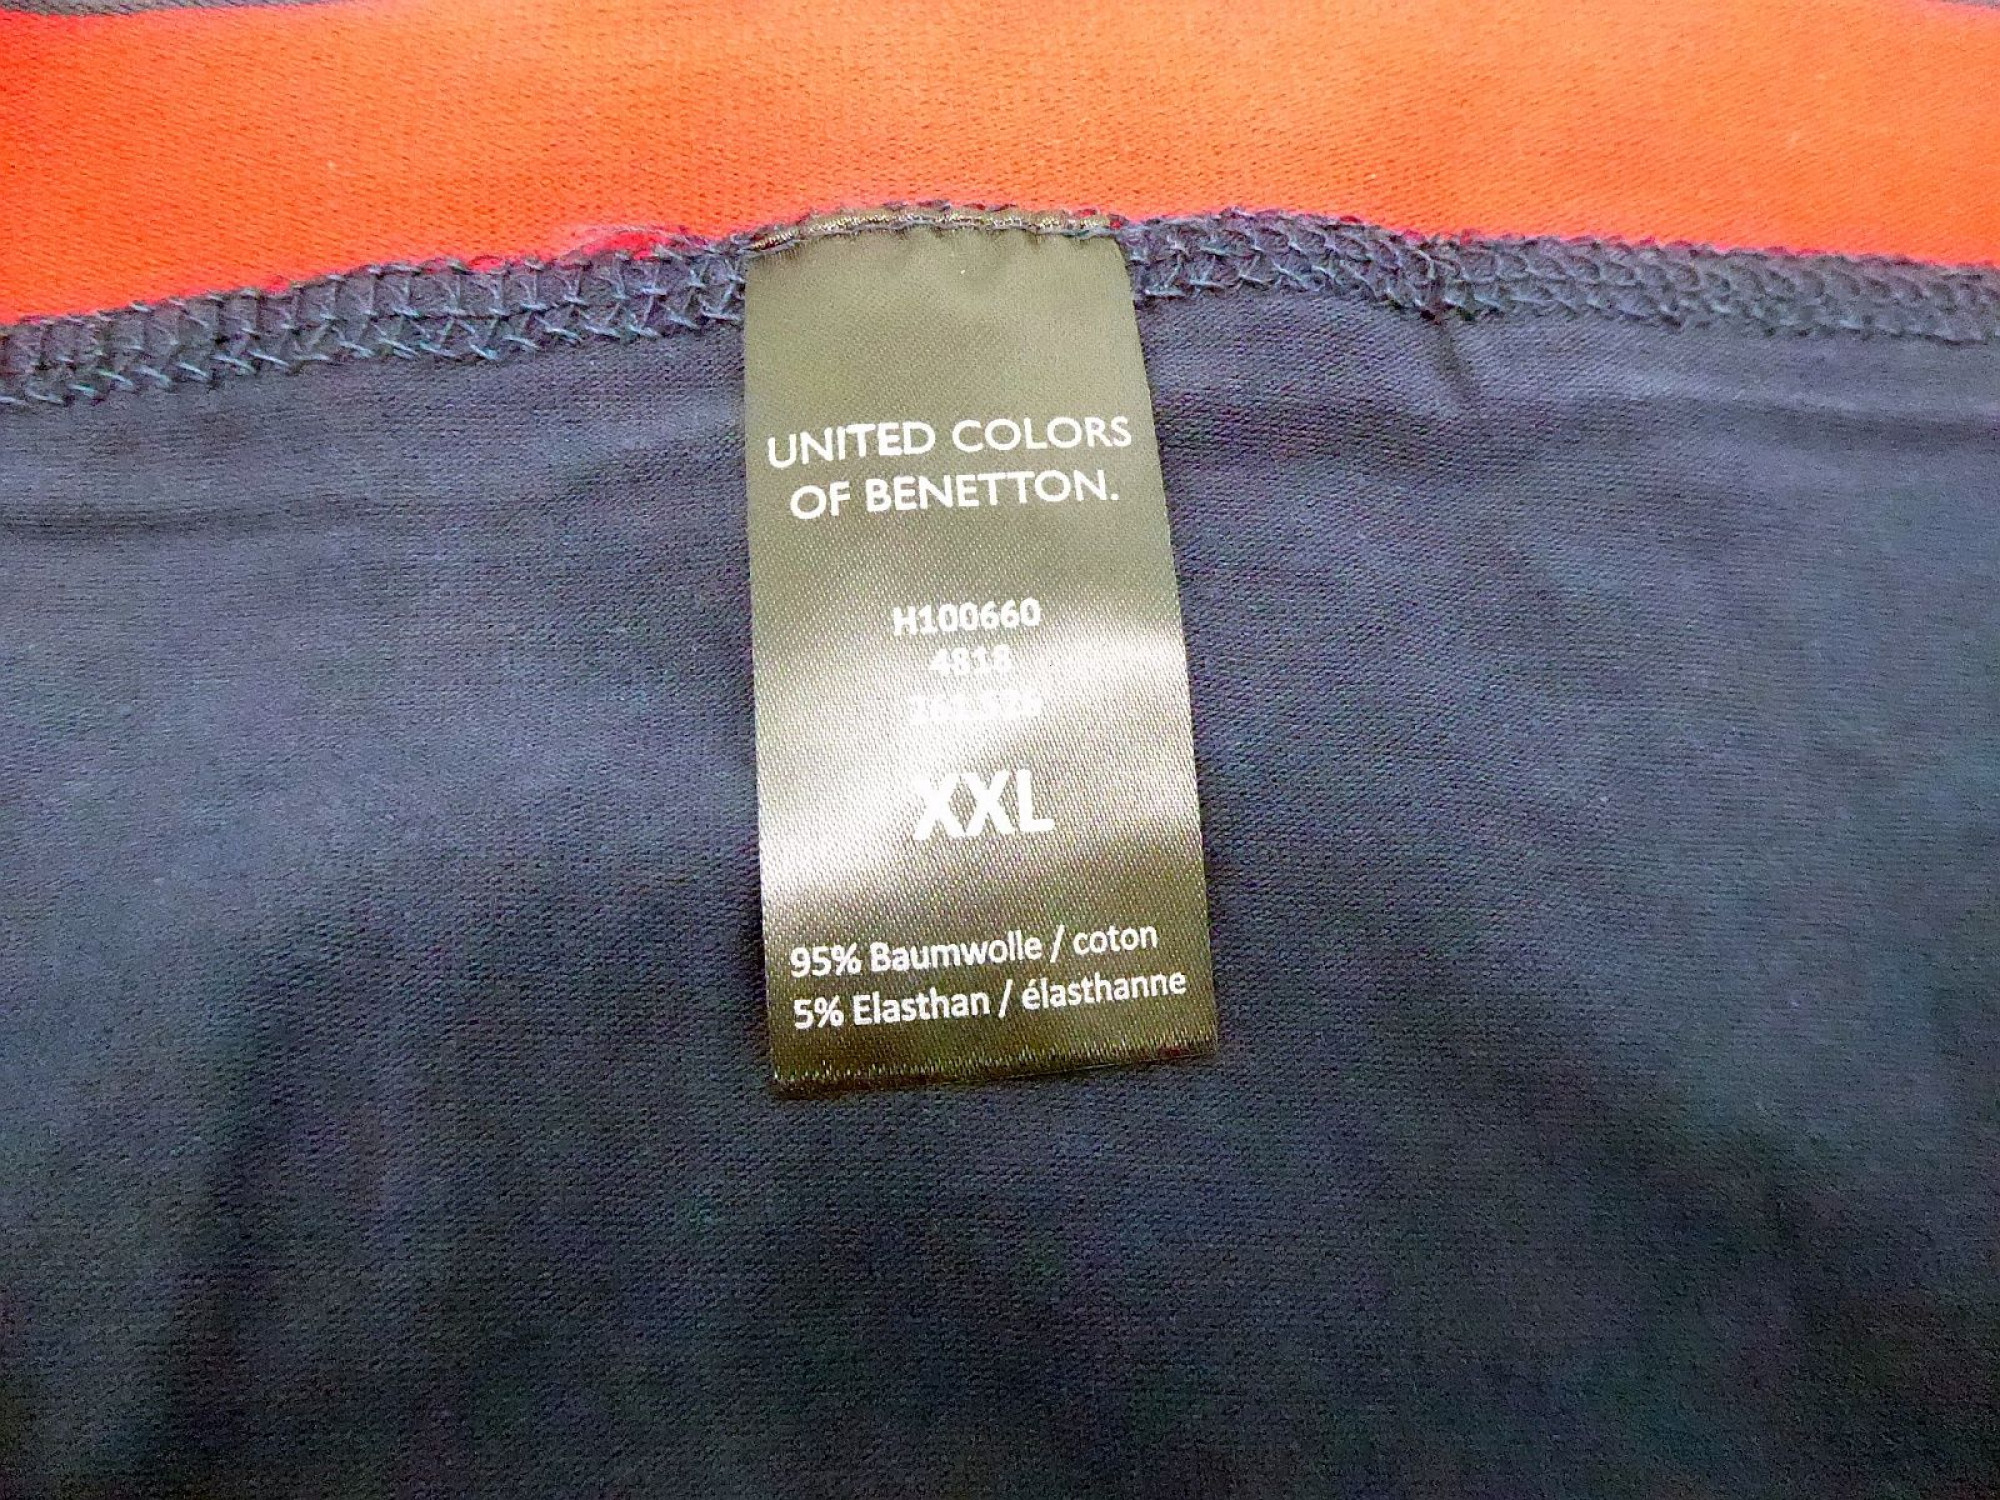 UNITED COLORS
OF BENETTON.
H100660
4818
XXL
95% Baumwolle / coton
5% Elasthan / élasthanne